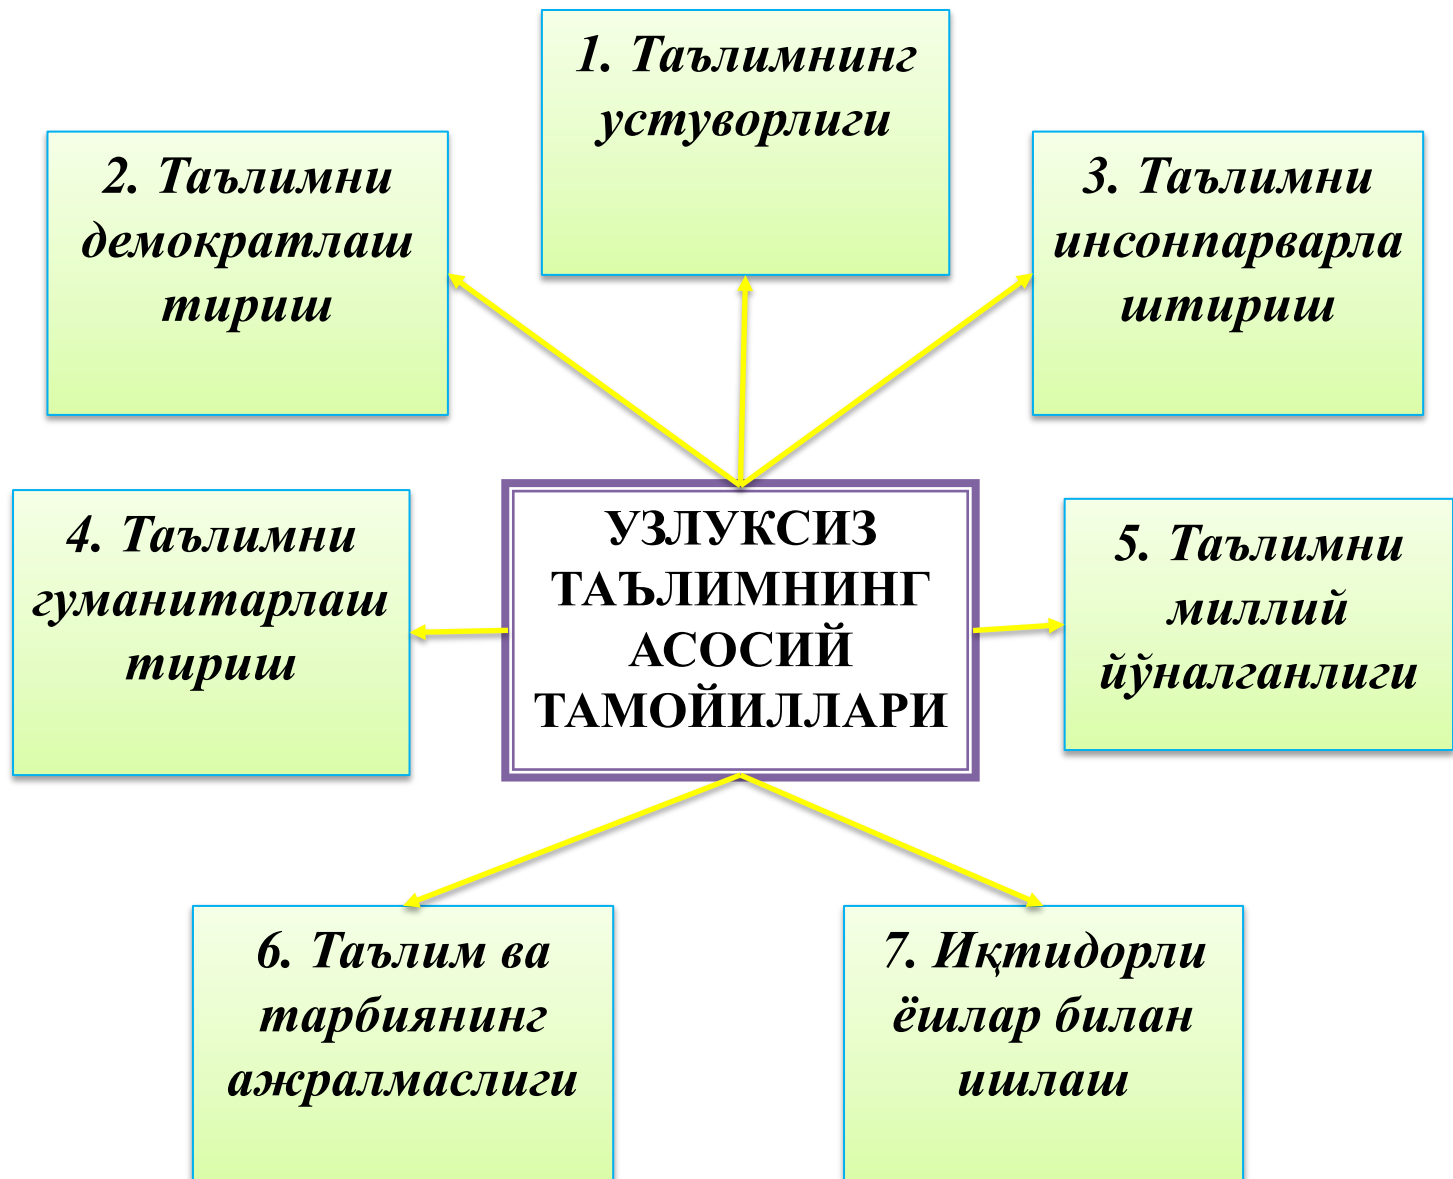 1. Таълимнинг
устуворлиги
2. Таълимни
демократлаш
тириш
3. Таълимни
инсонпарварла
штириш
4. Таълимни
гуманитарлаш
тириш
УЗЛУКСИЗ
ТАЪЛИМНИНГ
АСОСИЙ
ТАМОЙИЛЛАРИ
5. Таълимни
миллий
йўналганлиги
6. Таълим ва
тарбиянинг
ажралмаслиги
7. Иқтидорли
ёшлар билан
ишлаш